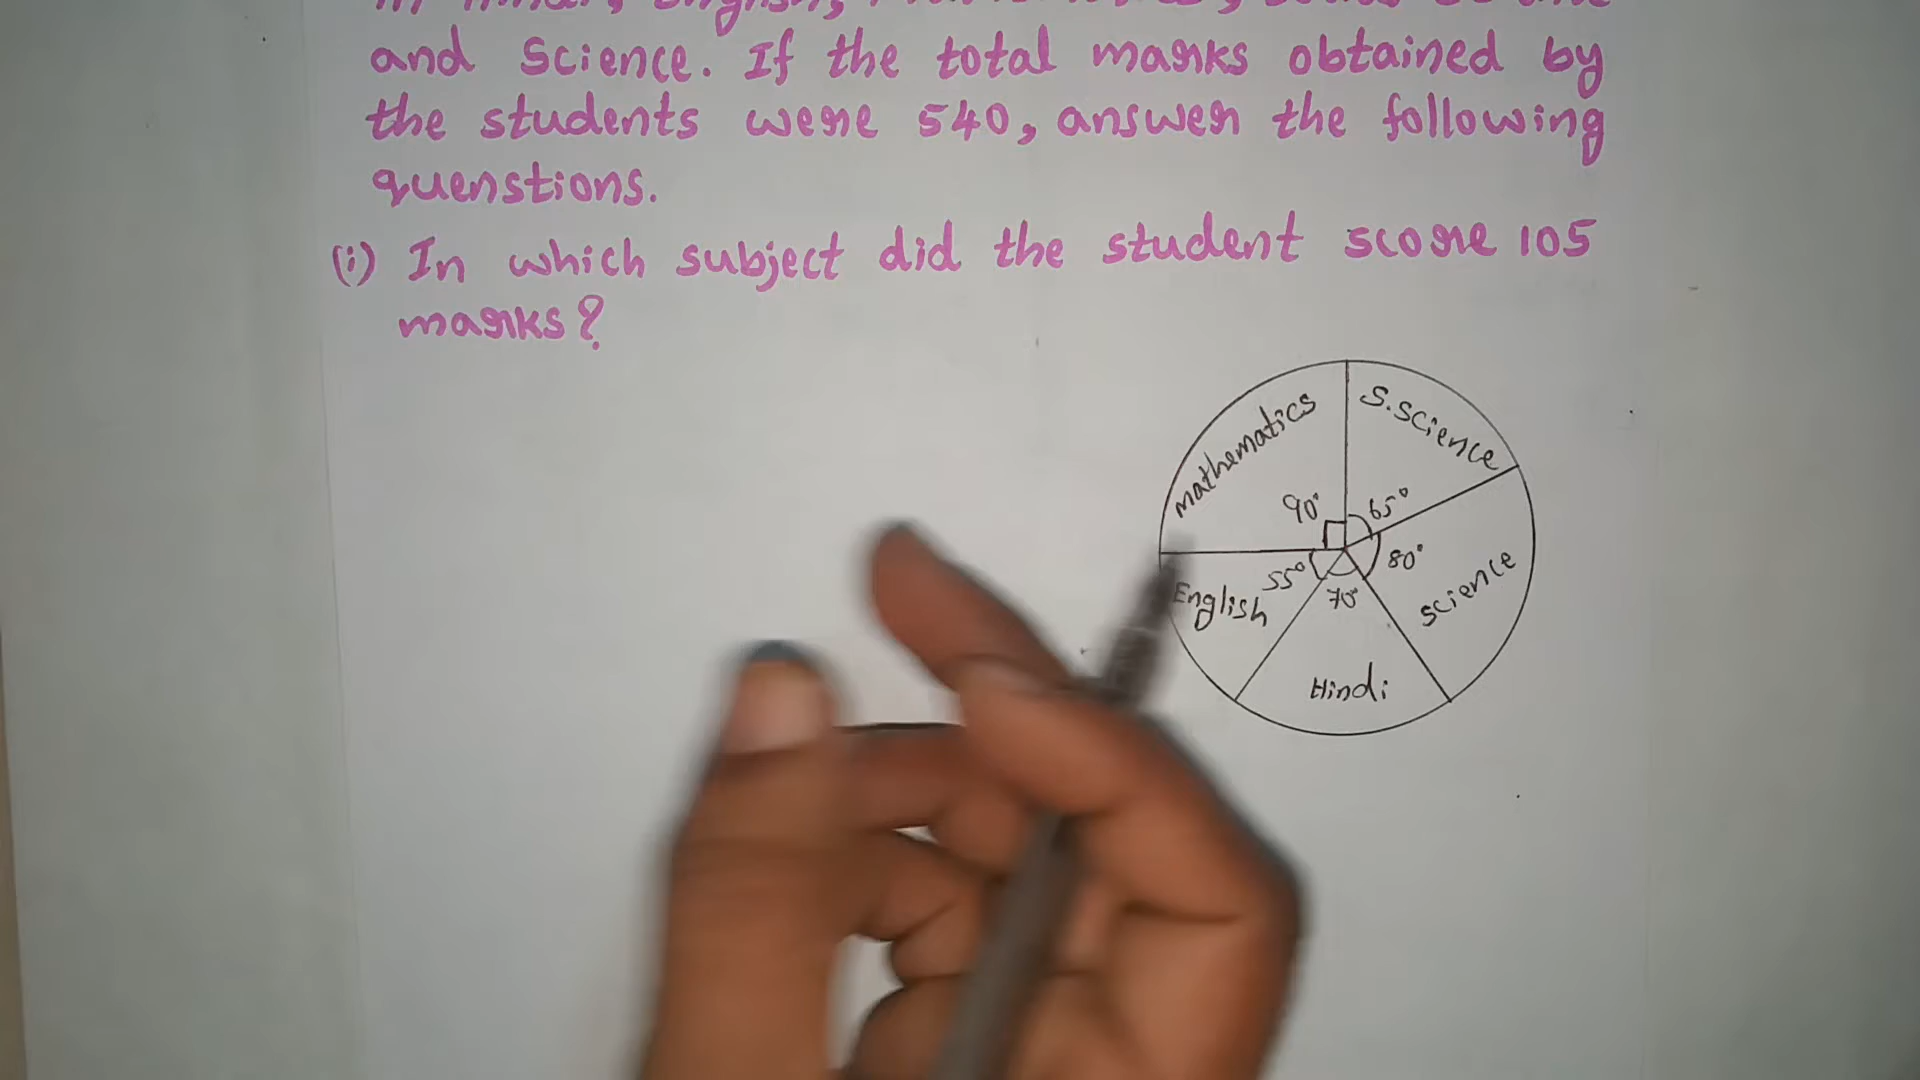 and Science. If the total marks obtained by
the students were 540, answer the following
quenstions.
(i) In which subject did the student score 105
marks?
mathematics
S.science
90°
65°
80°
science
55°
English
70°
Hindi